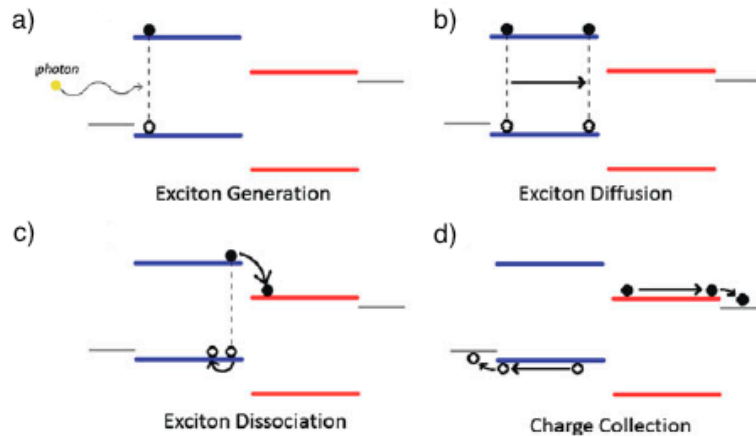 a)
b)
photon
Exciton Generation
Exciton Diffusion
c)
d)
Exciton Dissociation
Charge Collection